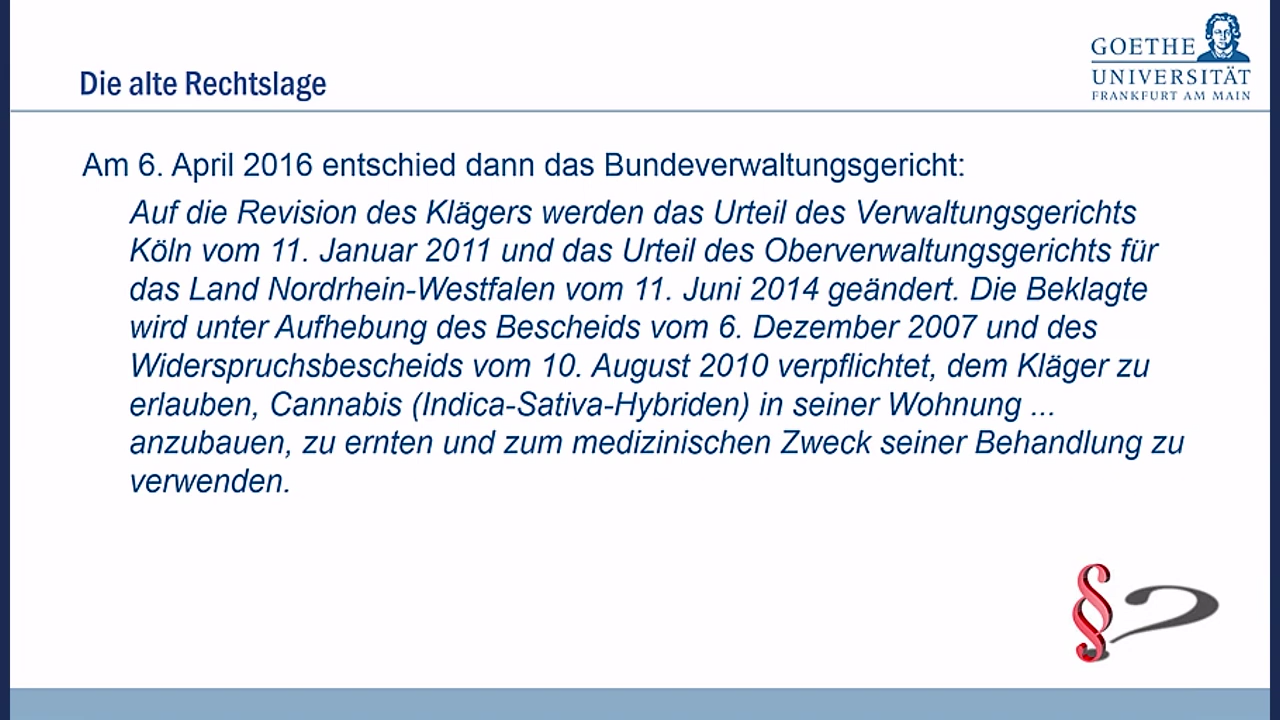 GOETHE
UNIVERSITÄT
FRANKFURT AM MAIN
Die alte Rechtslage
Am 6. April 2016 entschied dann das Bundeverwaltungsgericht:
Auf die Revision des Klägers werden das Urteil des Verwaltungsgerichts
Köln vom 11. Januar 2011 und das Urteil des Oberverwaltungsgerichts für
das Land Nordrhein-Westfalen vom 11. Juni 2014 geändert. Die Beklagte
wird unter Aufhebung des Bescheids vom 6. Dezember 2007 und des
Widerspruchsbescheids vom 10. August 2010 verpflichtet, dem Kläger zu
erlauben, Cannabis (Indica-Sativa-Hybriden) in seiner Wohnung ...
anzubauen, zu ernten und zum medizinischen Zweck seiner Behandlung zu
verwenden.
§